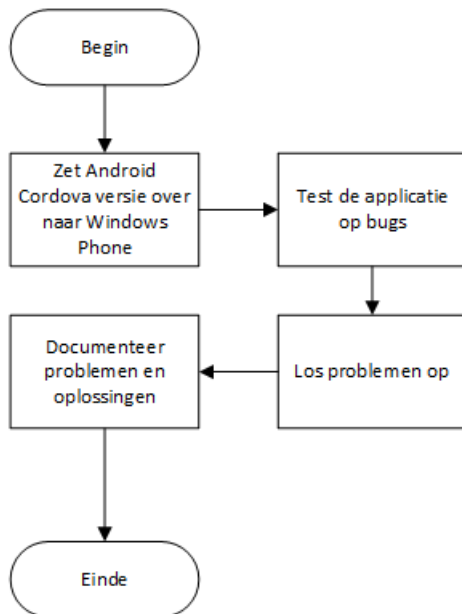 Begin
Zet Android
Cordova versie over
naar Windows
Phone
Test de applicatie
op bugs
Los problemen op
Documenteer
problemen en
oplossingen
Einde